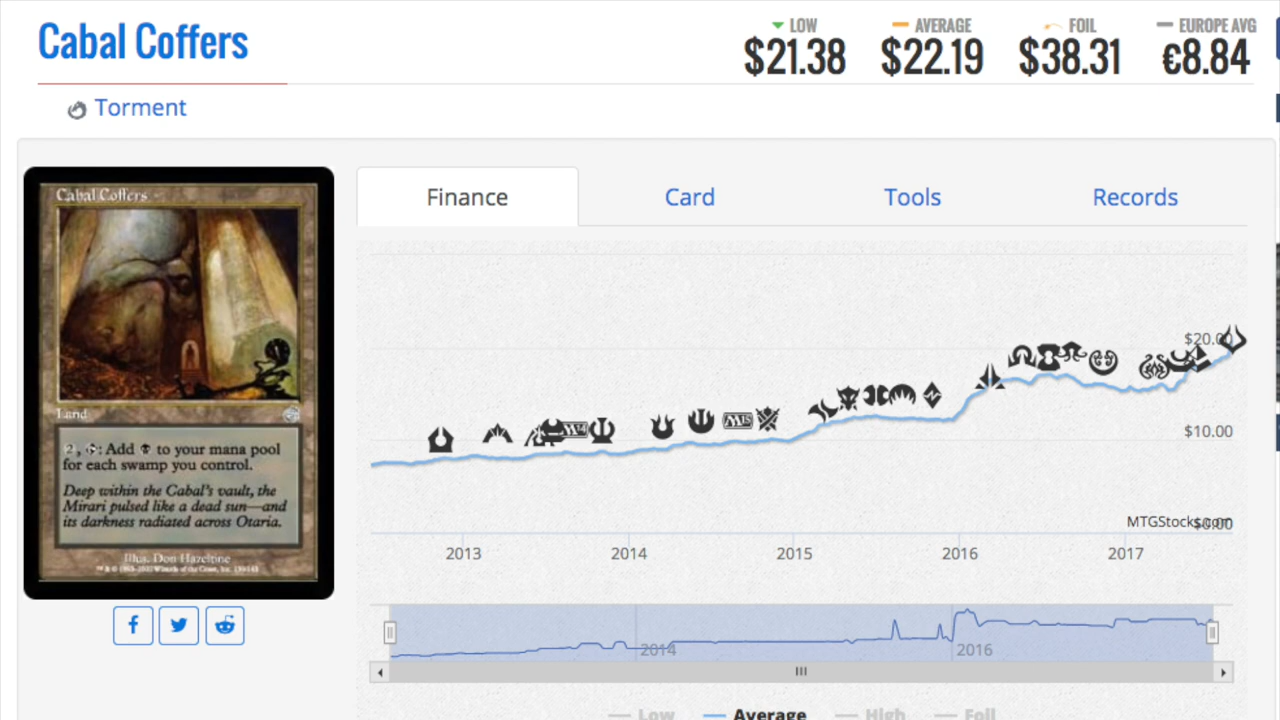 Cabal Coffers
LOW
AVERAGE
FOIL
EUROPE AVG
$21.38
$22.19
$38.31
€8.84
Torment
Finance
Card
Tools
Records
Cabal Coffers
Land
2, : Add to your mana pool
for each swamp you control.
Deep within the Cabal's vault, the
Mirari pulsed like a dead sun—and
its darkness radiated across Otaria.
Illus. Don Hazeltine
$20.00
M14
M15
$10.00
MTGStocks.com
$0.00
2013
2014
2015
2016
2017
2014
2016
Low
Average
High
Foil